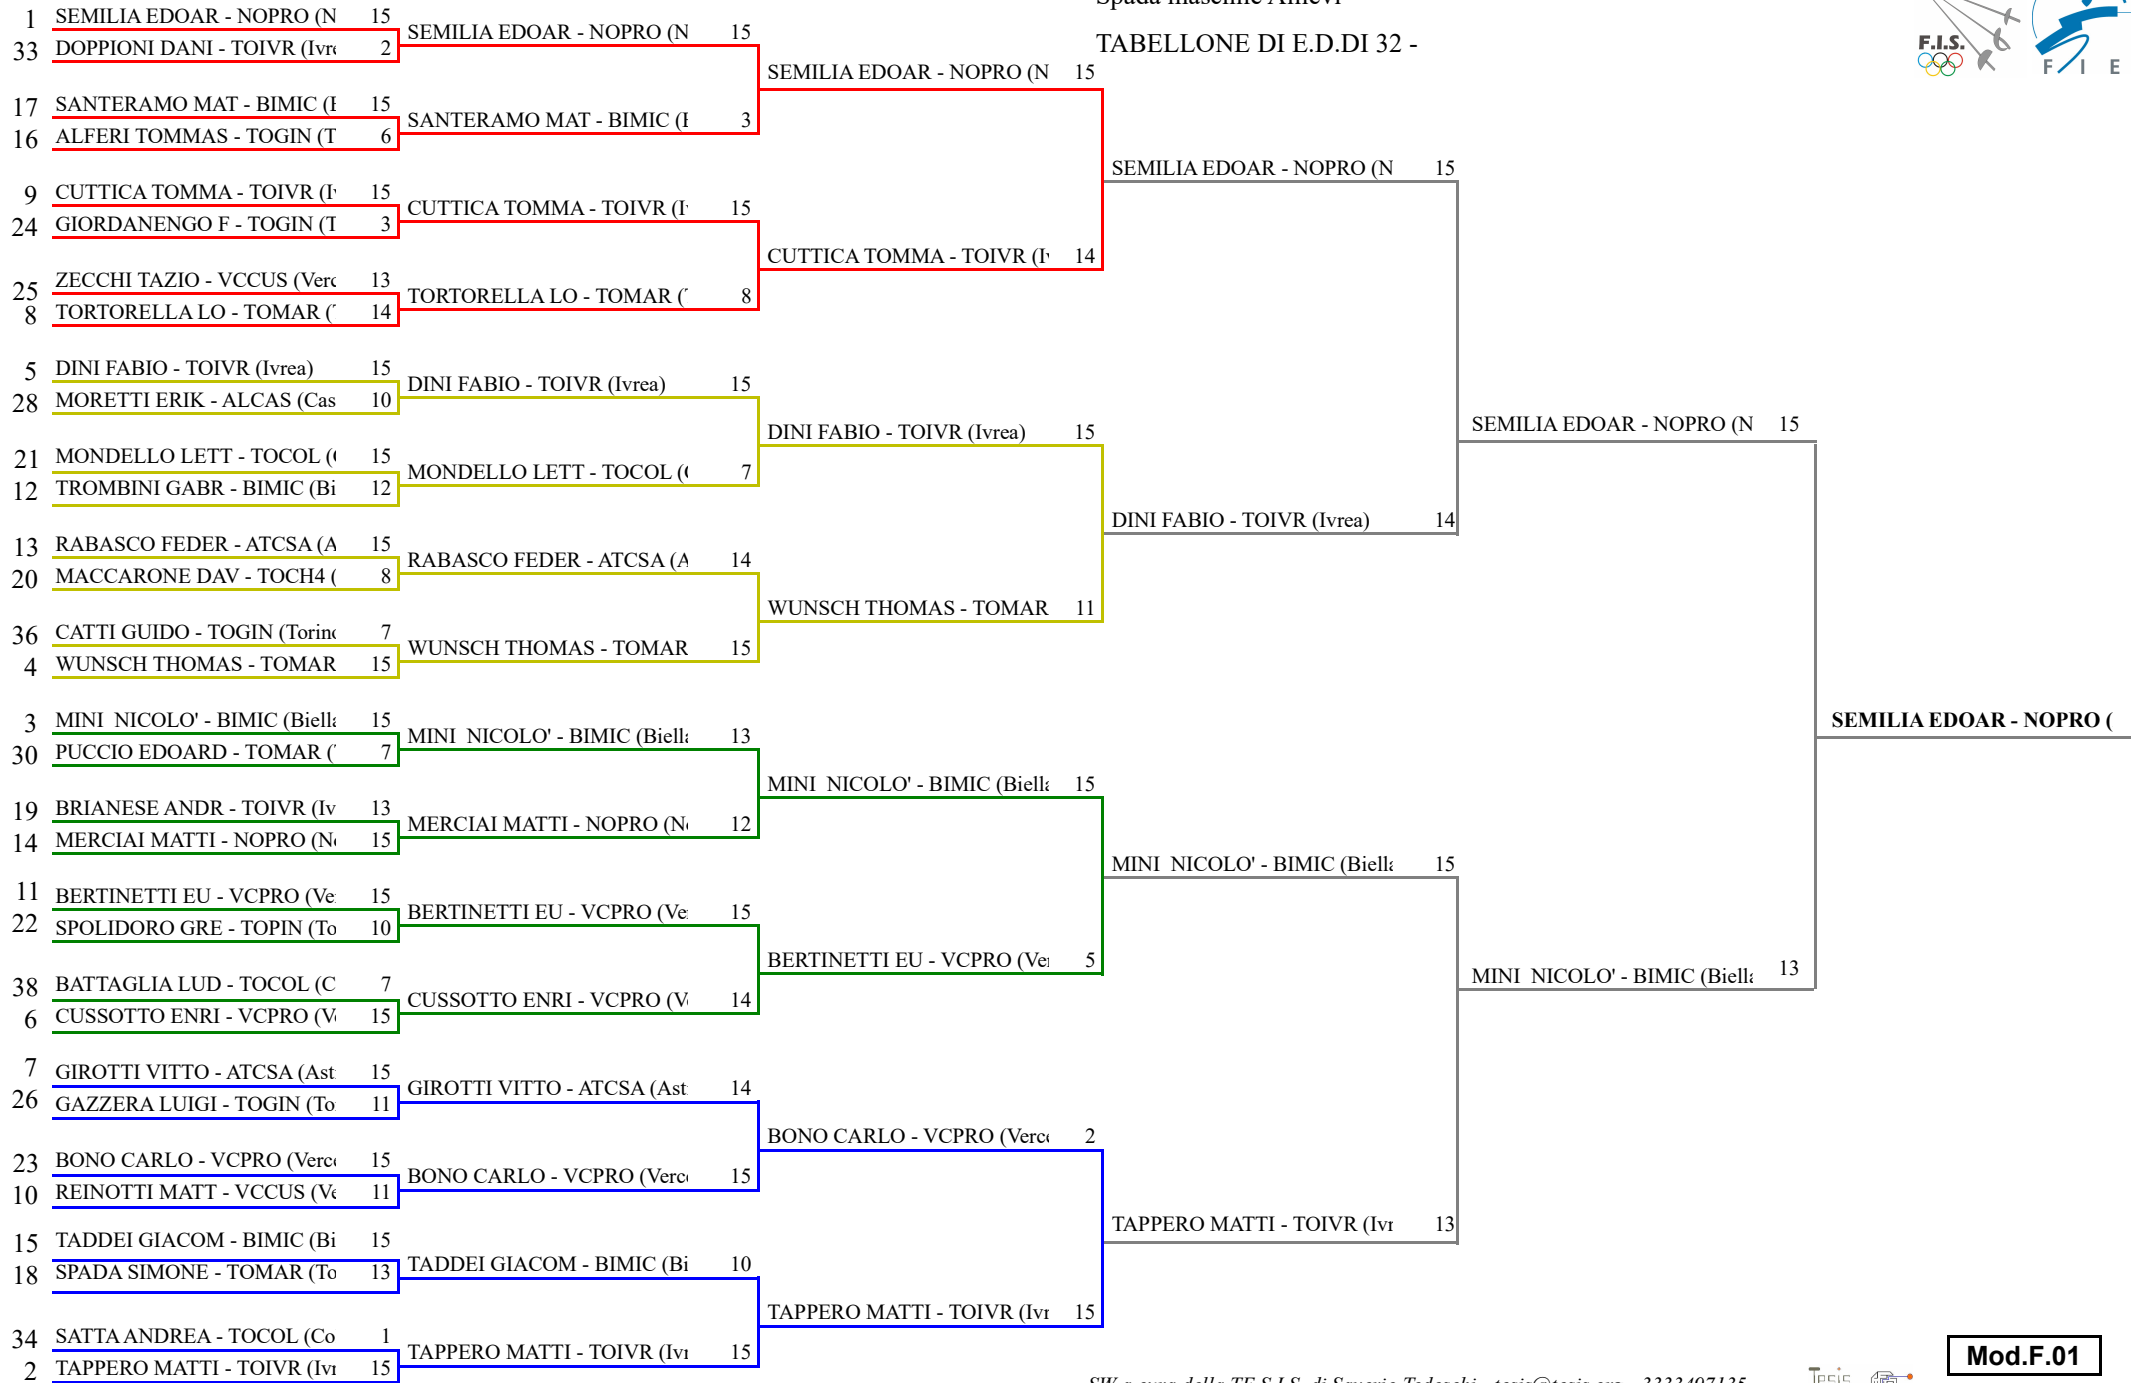 TABELLONE DI E.D.DI 32 -
F.I.S.
F I E
1 SEMILIA EDOAR - NOPRO (N 15
33 DOPPIONI DANI - TOIVR (Ivre 2
17 SANTERAMO MAT - BIMIC ( 15
16 ALFERI TOMMAS - TOGIN (T 6
9 CUTTICA TOMMA - TOIVR (I 15
24 GIORDANENGO F - TOGIN (T 3
25 ZECCHI TAZIO - VCCUS (Verc 13
8 TORTORELLA LO - TOMAR ( 14
5 DINI FABIO - TOIVR (Ivrea) 15
28 MORETTI ERIK - ALCAS (Cas 10
21 MONDELLO LETT - TOCOL ( 15
12 TROMBINI GABR - BIMIC (Bi 12
13 RABASCO FEDER - ATCSA (A 15
20 MACCARONE DAV - TOCH4 ( 8
36 CATTI GUIDO - TOGIN (Torino 7
4 WUNSCH THOMAS - TOMAR 15
3 MINI NICOLO' - BIMIC (Biella 15
30 PUCCIO EDOARD - TOMAR ( 7
19 BRIANESE ANDR - TOIVR (Iv 13
14 MERCIAI MATTI - NOPRO (No 15
11 BERTINETTI EU - VCPRO (Ve 15
22 SPOLIDORO GRE - TOPIN (To 10
38 BATTAGLIA LUD - TOCOL (C 7
6 CUSSOTTO ENRI - VCPRO (V 15
7 GIROTTI VITTO - ATCSA (Ast 15
26 GAZZERA LUIGI - TOGIN (To 11
23 BONO CARLO - VCPRO (Verce 15
10 REINOTTI MATT - VCCUS (Ve 11
15 TADDEI GIACOM - BIMIC (Bi 15
18 SPADA SIMONE - TOMAR (To 13
34 SATTA ANDREA - TOCOL (Co 1
2 TAPPERO MATTI - TOIVR (Ivr 15
SEMILIA EDOAR - NOPRO (N 15
SANTERAMO MAT - BIMIC ( 3
CUTTICA TOMMA - TOIVR (I 15
TORTORELLA LO - TOMAR ( 8
DINI FABIO - TOIVR (Ivrea) 15
MONDELLO LETT - TOCOL ( 7
RABASCO FEDER - ATCSA (A 14
WUNSCH THOMAS - TOMAR 15
MINI NICOLO' - BIMIC (Biella 13
MERCIAI MATTI - NOPRO (No 12
BERTINETTI EU - VCPRO (Ve 15
CUSSOTTO ENRI - VCPRO (V 14
GIROTTI VITTO - ATCSA (Ast 14
BONO CARLO - VCPRO (Verce 15
TADDEI GIACOM - BIMIC (Bi 10
TAPPERO MATTI - TOIVR (Ivr 15
SEMILIA EDOAR - NOPRO (N 15
CUTTICA TOMMA - TOIVR (I 14
DINI FABIO - TOIVR (Ivrea) 15
WUNSCH THOMAS - TOMAR 11
MINI NICOLO' - BIMIC (Biella 15
BERTINETTI EU - VCPRO (Ve 5
BONO CARLO - VCPRO (Verce 2
TAPPERO MATTI - TOIVR (Ivr 15
SEMILIA EDOAR - NOPRO (N 15
DINI FABIO - TOIVR (Ivrea) 14
MINI NICOLO' - BIMIC (Biella 15
TAPPERO MATTI - TOIVR (Ivr 13
SEMILIA EDOAR - NOPRO (N 15
MINI NICOLO' - BIMIC (Biella 13
SEMILIA EDOAR - NOPRO (
Mod.F.01